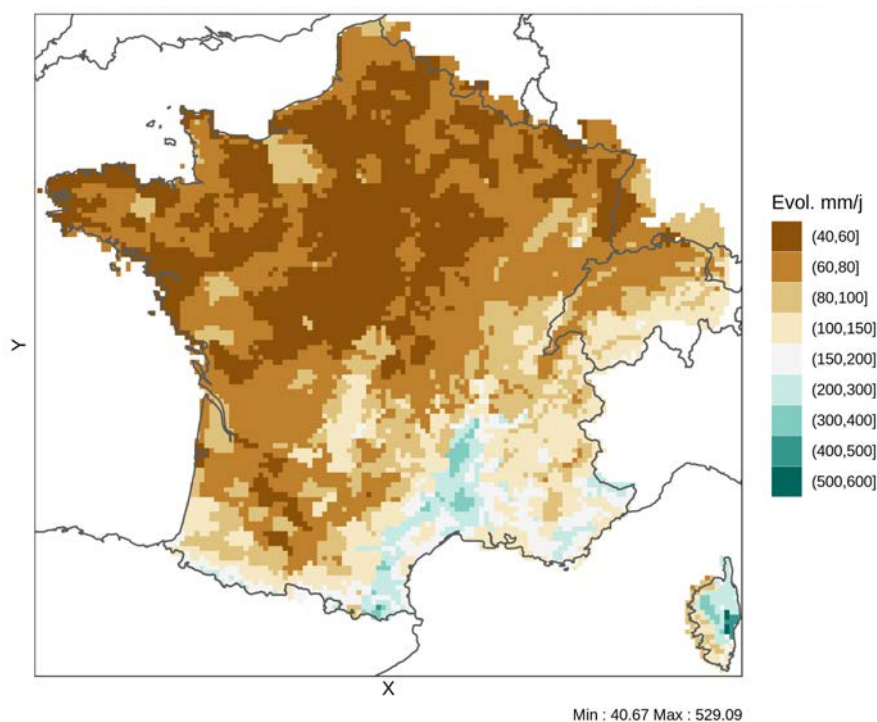 Evol. mm/j
(40,60]
(60,80]
(80,100]
(100,150]
(150,200]
(200,300]
(300,400]
(400,500]
(500,600]
Y
X
Min : 40.67 Max : 529.09